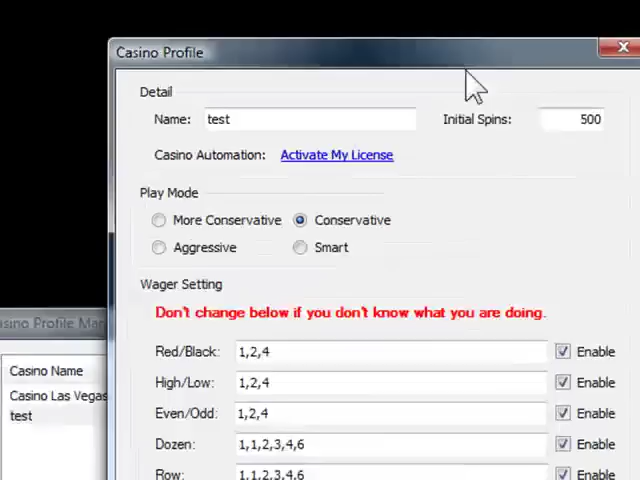 Casino Profile
Detail
Name: test Initial Spins: 500
Casino Automation: Activate My License
Play Mode
More Conservative Conservative
Aggressive Smart
Wager Setting
Don't change below if you don't know what you are doing.
Red/Black: 1,2,4 Enable
High/Low: 1,2,4 Enable
Even/Odd: 1,2,4 Enable
Dozen: 1,1,2,3,4,6 Enable
Row: 1,1,2,3,4,6 Enable
asino Profile Man
Casino Name
Casino Las Vegas
test